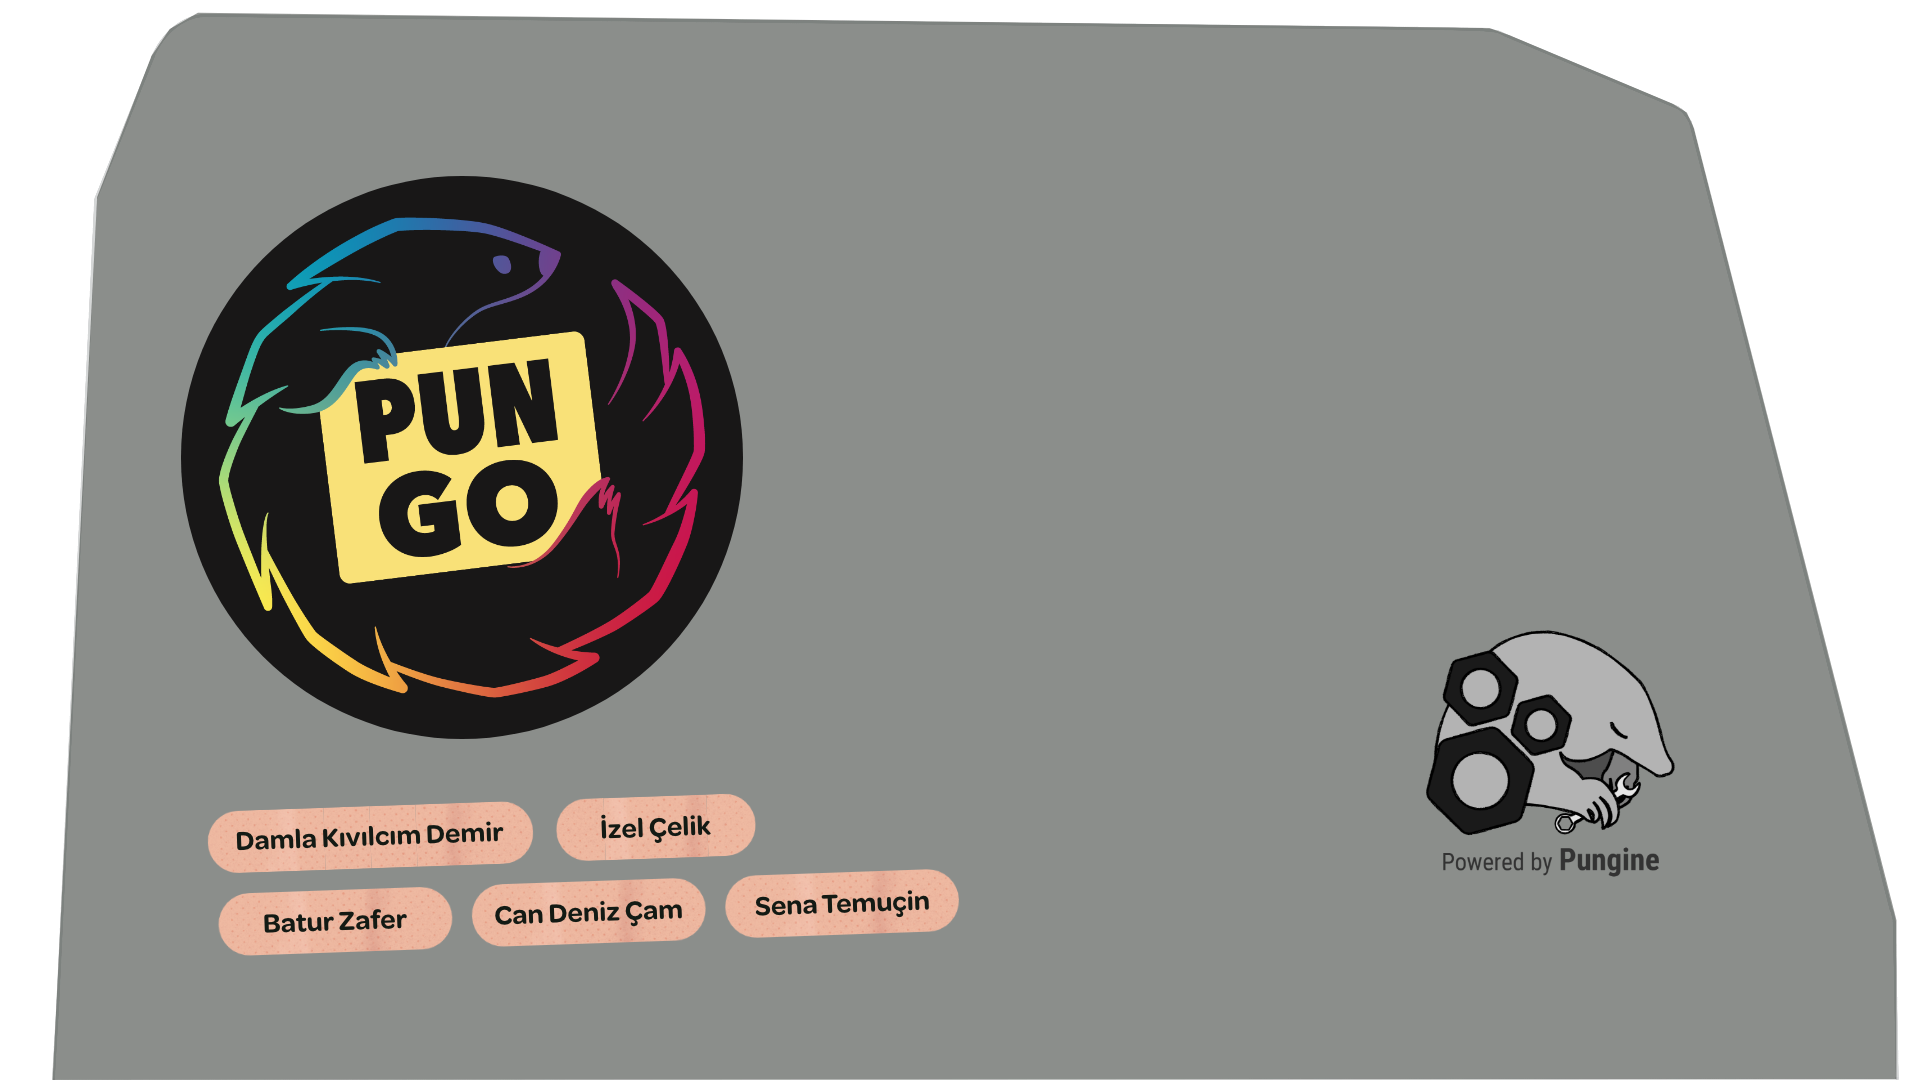 PUN
GO
Damla Kıvılcım Demir
İzel Çelik
Batur Zafer
Can Deniz Çam
Sena Temuçin
Powered by Pungine